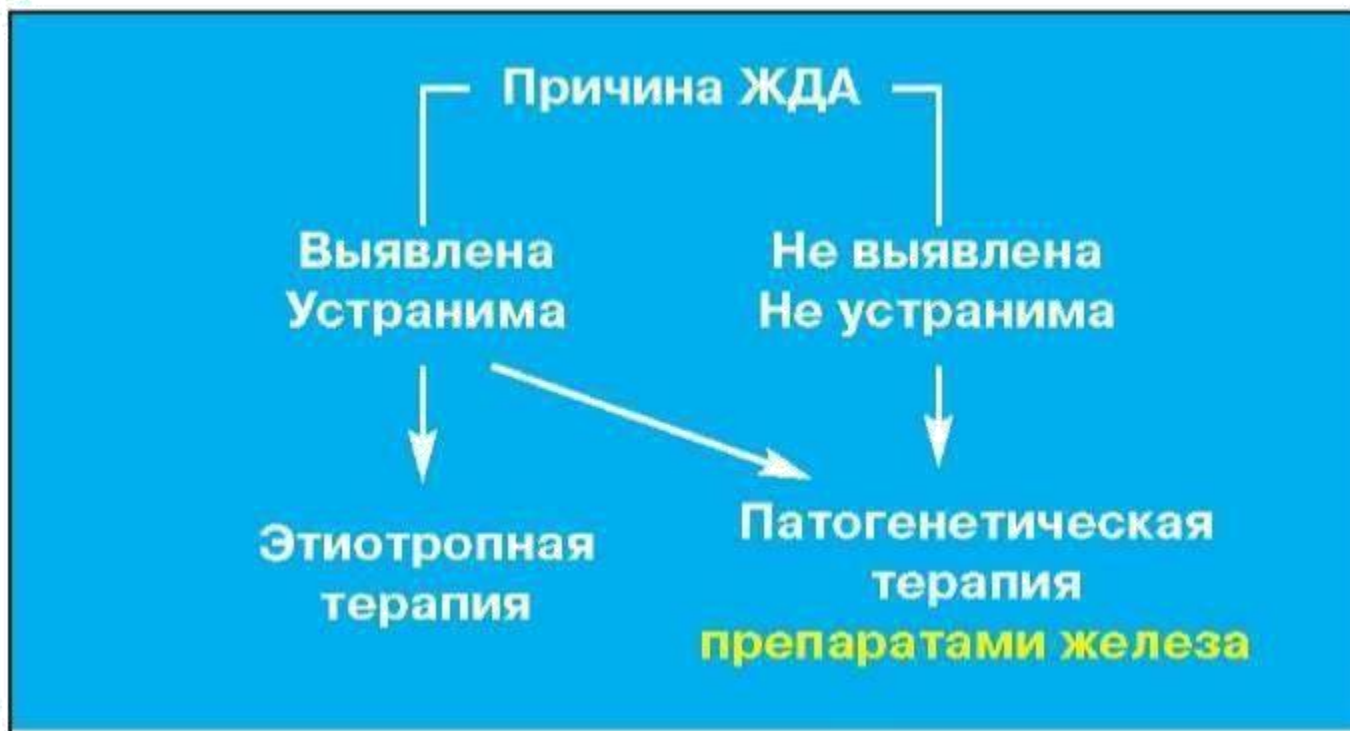 Причина ЖДА
Выявлена
Устранима
Не выявлена
Не устранима
Этиотропная
терапия
Патогенетическая
терапия
препаратами железа